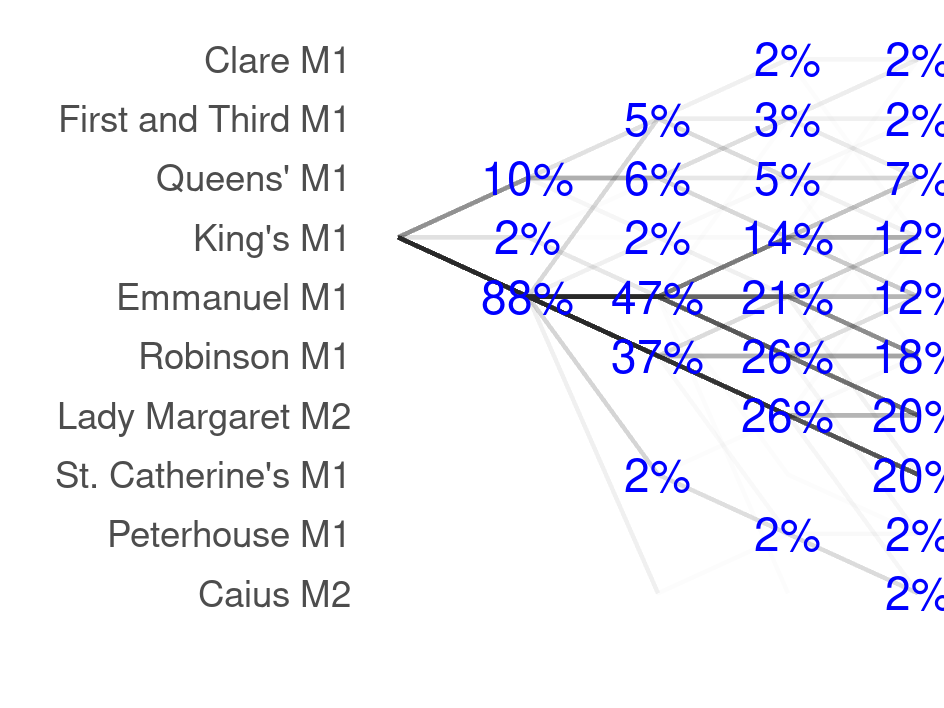 Clare M1 2% 2%
First and Third M1 5% 3% 2%
Queens' M1 10% 6% 5% 7%
King's M1 2% 2% 14% 12%
Emmanuel M1 88% 47% 21% 12%
Robinson M1 37% 26% 18%
Lady Margaret M2 26% 20%
St. Catherine's M1 2% 20%
Peterhouse M1 2% 2%
Caius M2 2%